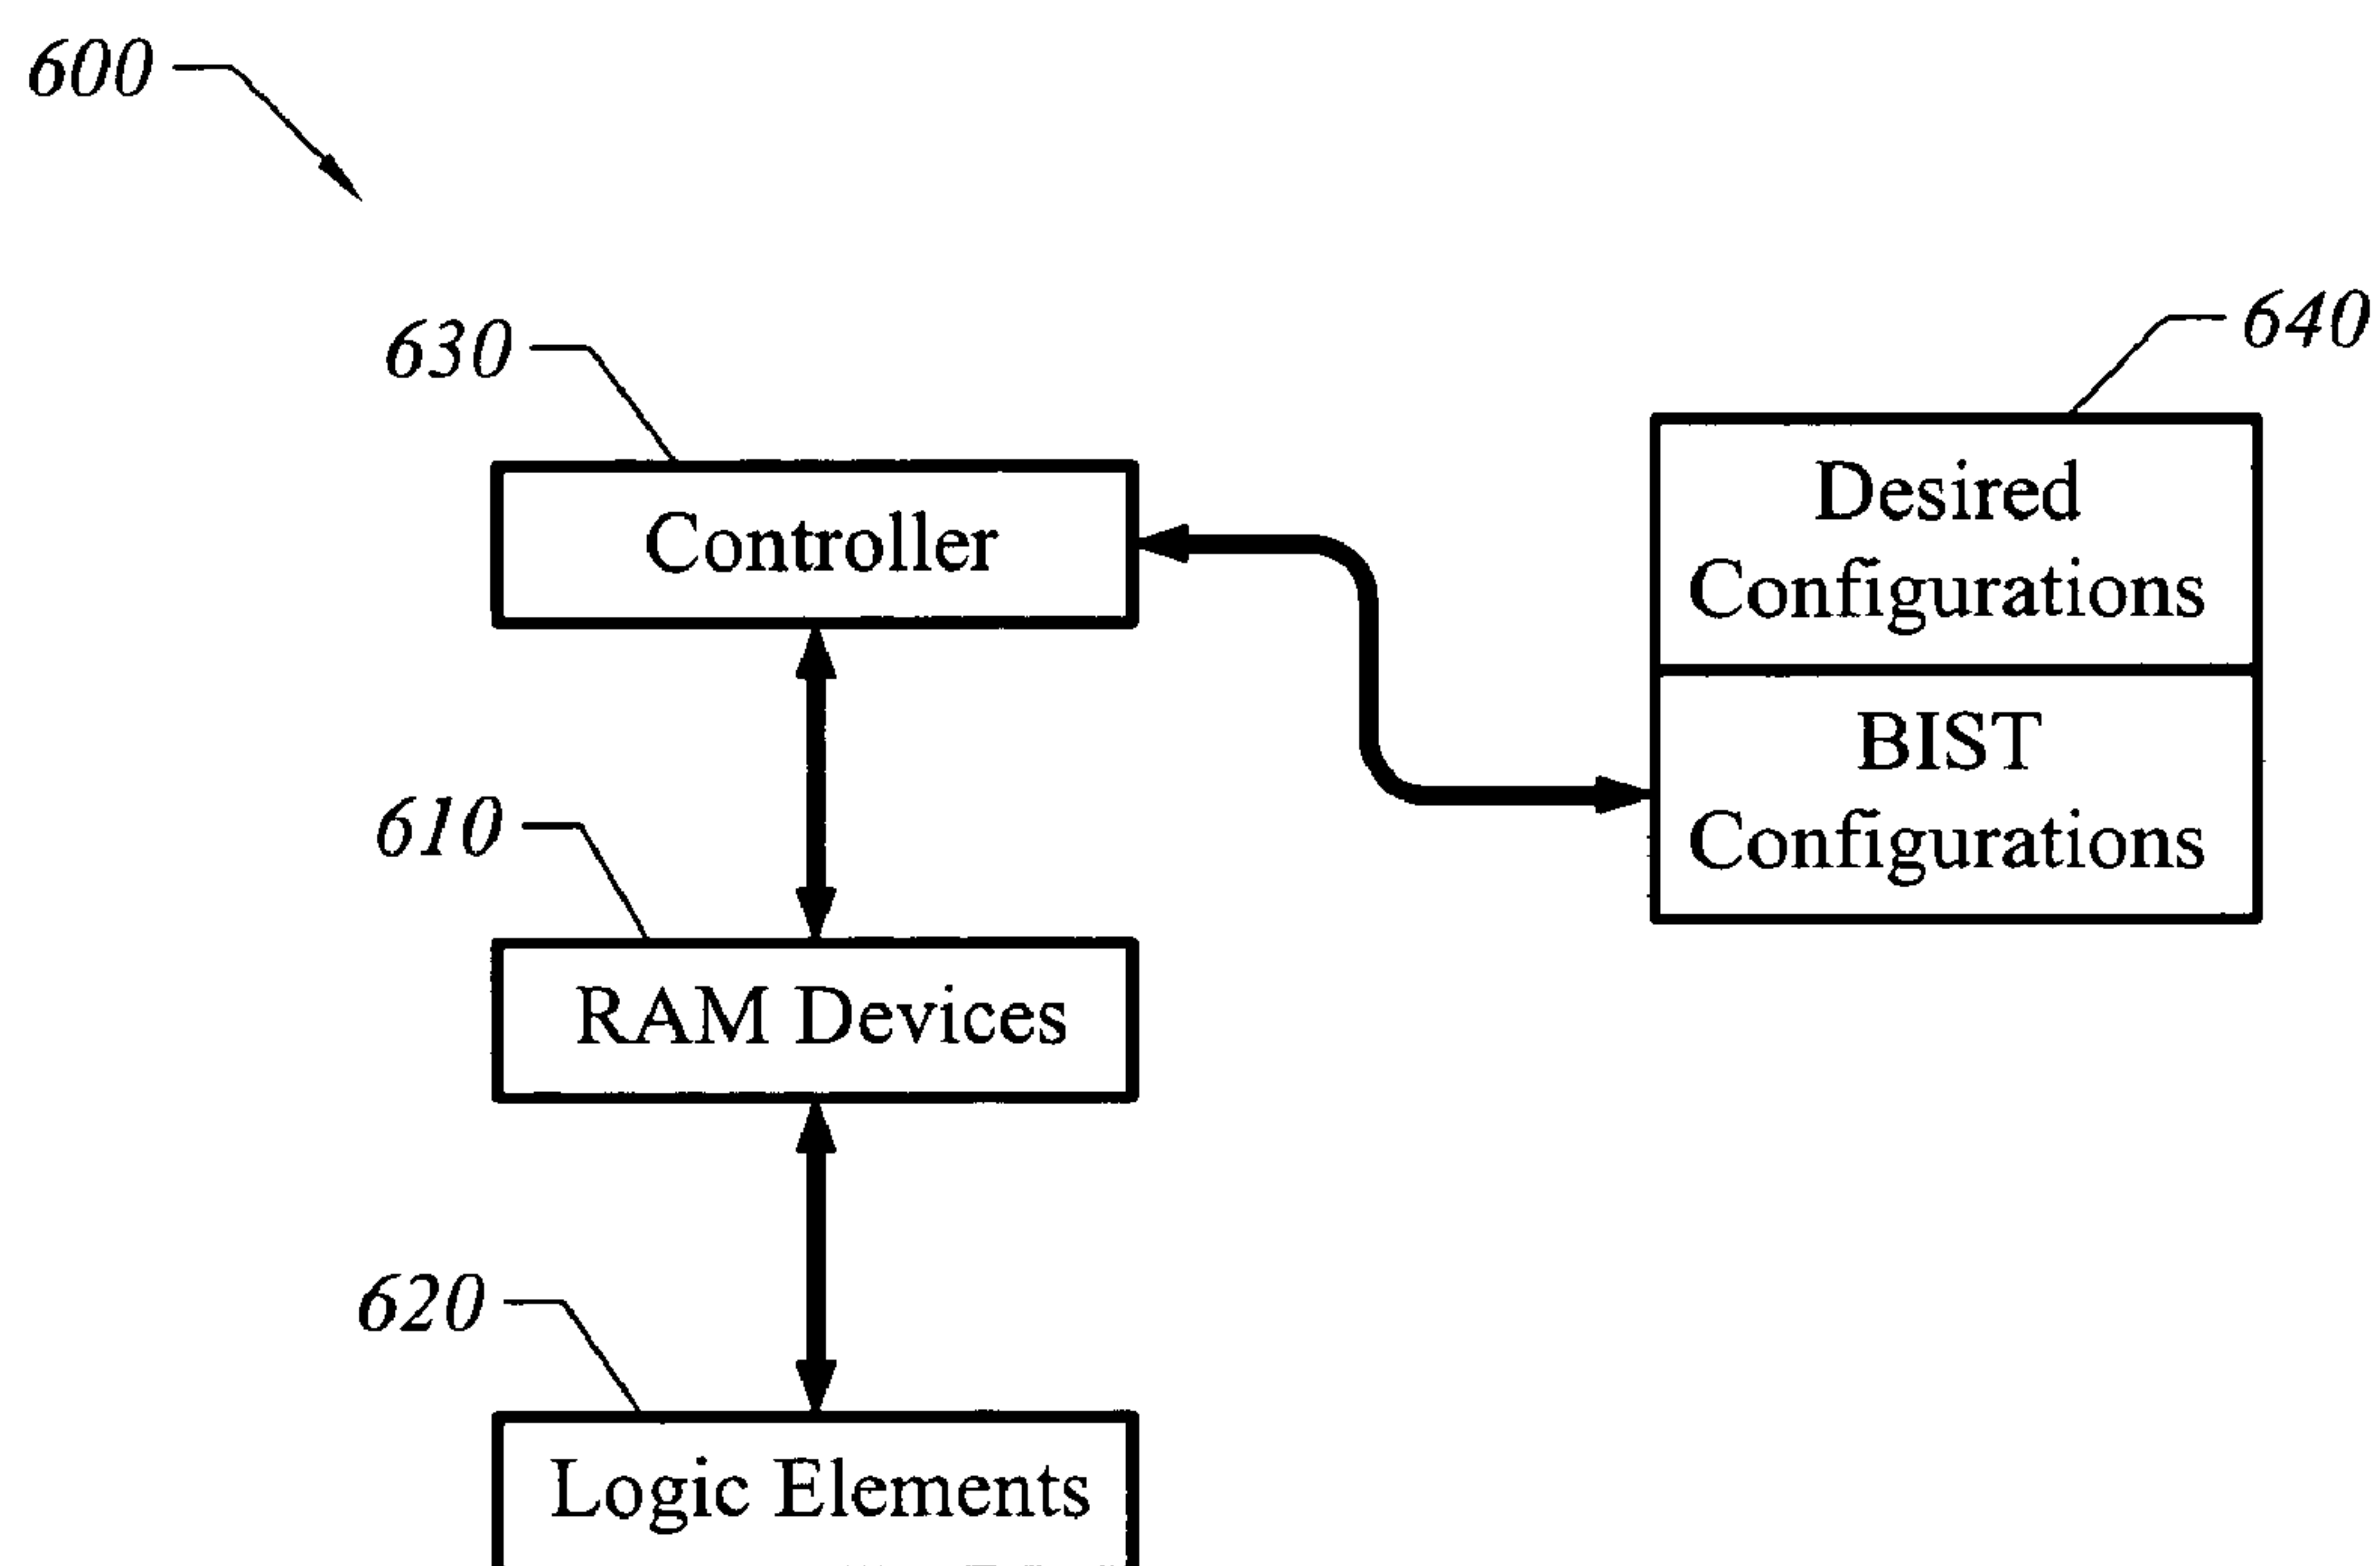 600
630
640
Controller
Desired
Configurations
BIST
Configurations
610
RAM Devices
620
Logic Elements